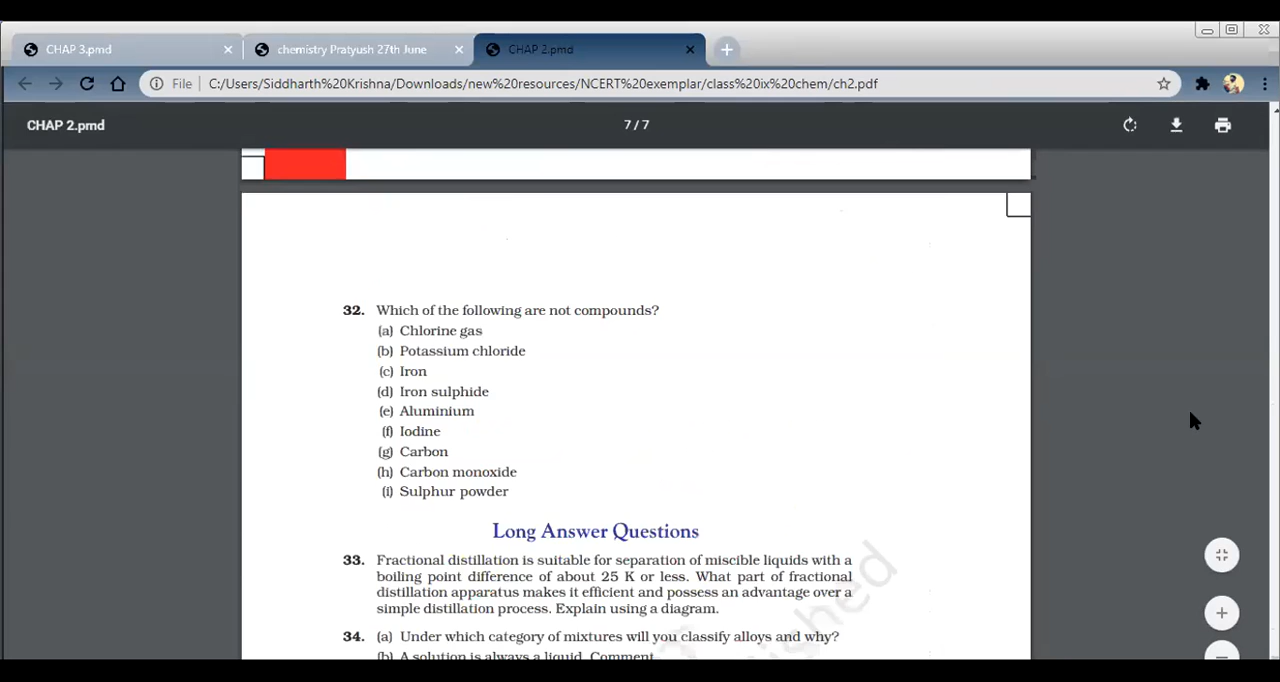 CHAP 3.pmd
chemistry Pratyush 27th June
CHAP 2.pmd
File C:/Users/Siddharth%20Krishna/Downloads/new%20resources/NCERT%20exemplar/class%20ix%20chem/ch2.pdf
CHAP 2.pmd
7 / 7
32. Which of the following are not compounds?
(a) Chlorine gas
(b) Potassium chloride
(c) Iron
(d) Iron sulphide
(e) Aluminium
(f) Iodine
(g) Carbon
(h) Carbon monoxide
(i) Sulphur powder
Long Answer Questions
33. Fractional distillation is suitable for separation of miscible liquids with a
boiling point difference of about 25 K or less. What part of fractional
distillation apparatus makes it efficient and possess an advantage over a
simple distillation process. Explain using a diagram.
34. (a) Under which category of mixtures will you classify alloys and why?
(b) A solution is always a liquid. Comment.